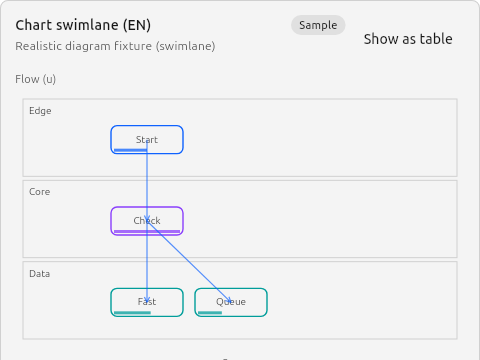 Chart swimlane (EN)
Sample
Show as table
Realistic diagram fixture (swimlane)
Flow (u)
Edge
Start
Core
Check
Data
Fast
Queue